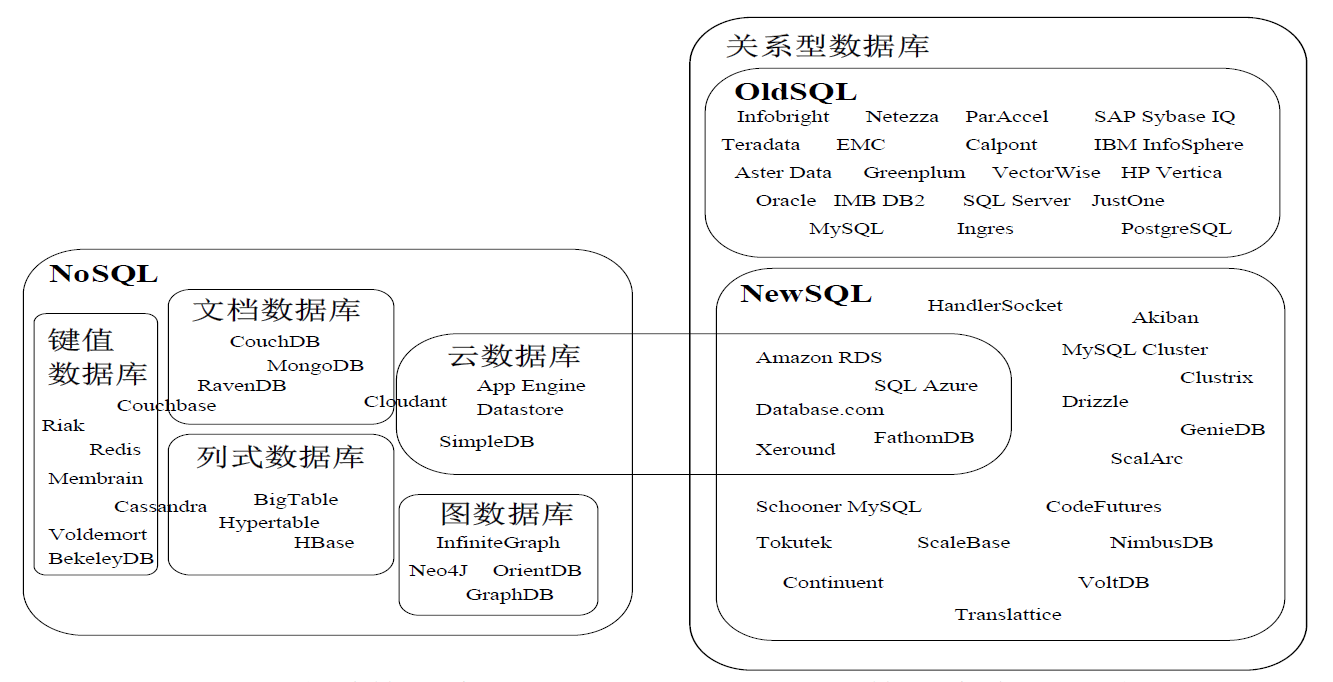 关系型数据库
OldSQL
Infobright Netezza ParAccel SAP Sybase IQ
Teradata EMC Calpont IBM InfoSphere
Aster Data Greenplum VectorWise HP Vertica
Oracle IMB DB2 SQL Server JustOne
MySQL Ingres PostgreSQL
NoSQL
键值
数据库
Couchbase
Riak
Redis
Membrain
Cassandra
Voldemort
BekeleyDB
文档数据库
CouchDB
MongoDB
RavenDB
Cloudant
列式数据库
BigTable
Hypertable
HBase
云数据库
App Engine
Datastore
SimpleDB
图数据库
InfiniteGraph
Neo4J OrientDB
GraphDB
NewSQL
HandlerSocket
Akiban
Amazon RDS
MySQL Cluster
SQL Azure
Clustrix
Database.com
Drizzle
FathomDB
GenieDB
Xeround
ScalArc
Schooner MySQL CodeFutures
Tokutek ScaleBase NimbusDB
Continuent VoltDB
Translattice